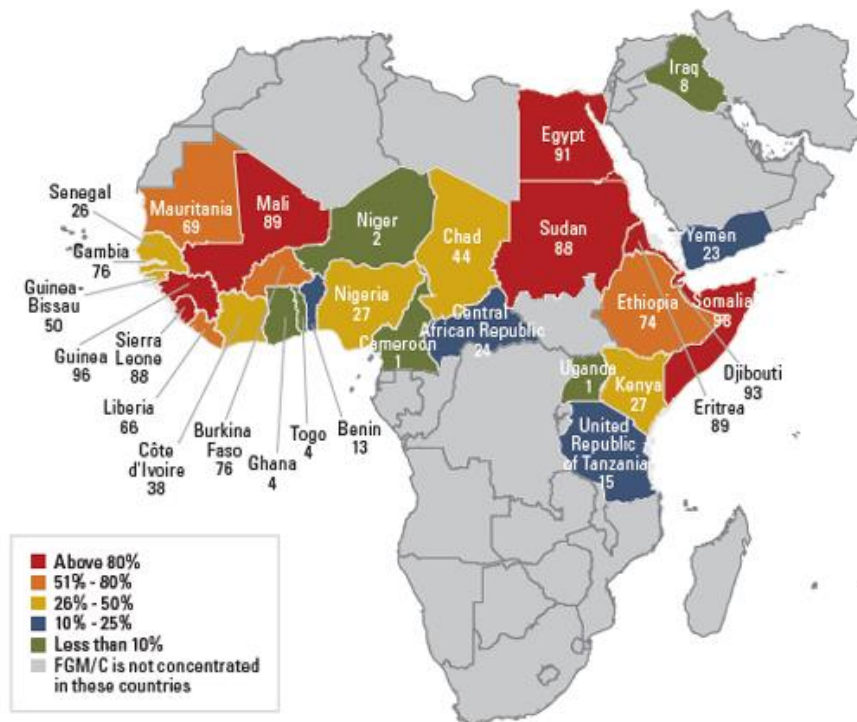 Iraq
8
Egypt
91
Senegal
26
Mauritania
69
Mali
89
Niger
2
Chad
44
Sudan
88
Yemen
23
Gambia
76
Guinea-
Bissau
50
Nigeria
27
Ethiopia
74
Somalia
98
Central
African Republic
24
Guinea
96
Sierra
Leone
88
Cameroon
1
Uganda
1
Kenya
27
Djibouti
93
Eritrea
89
Liberia
66
Côte
d'Ivoire
38
Burkina
Faso
76
Ghana
4
Togo
4
Benin
13
United
Republic
of Tanzania
15
Above 80%
51% - 80%
26% - 50%
10% - 25%
Less than 10%
FGM/C is not concentrated
in these countries